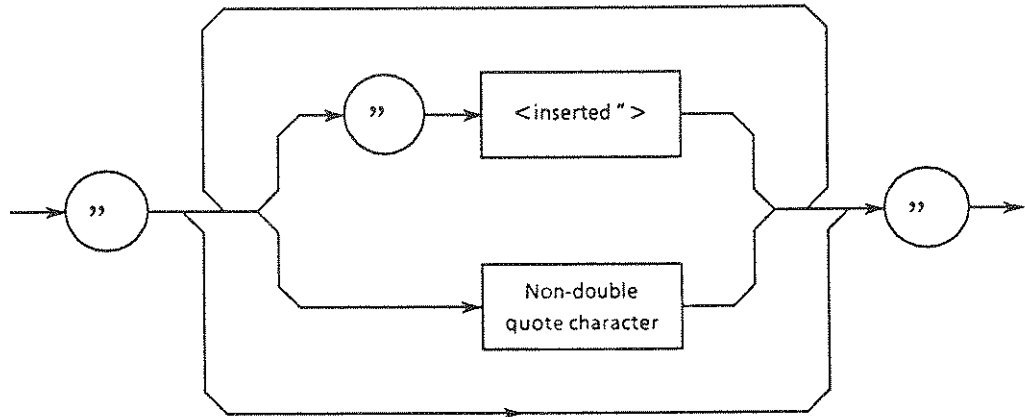 ”
<inserted ">
”
”
Non-double
quote character